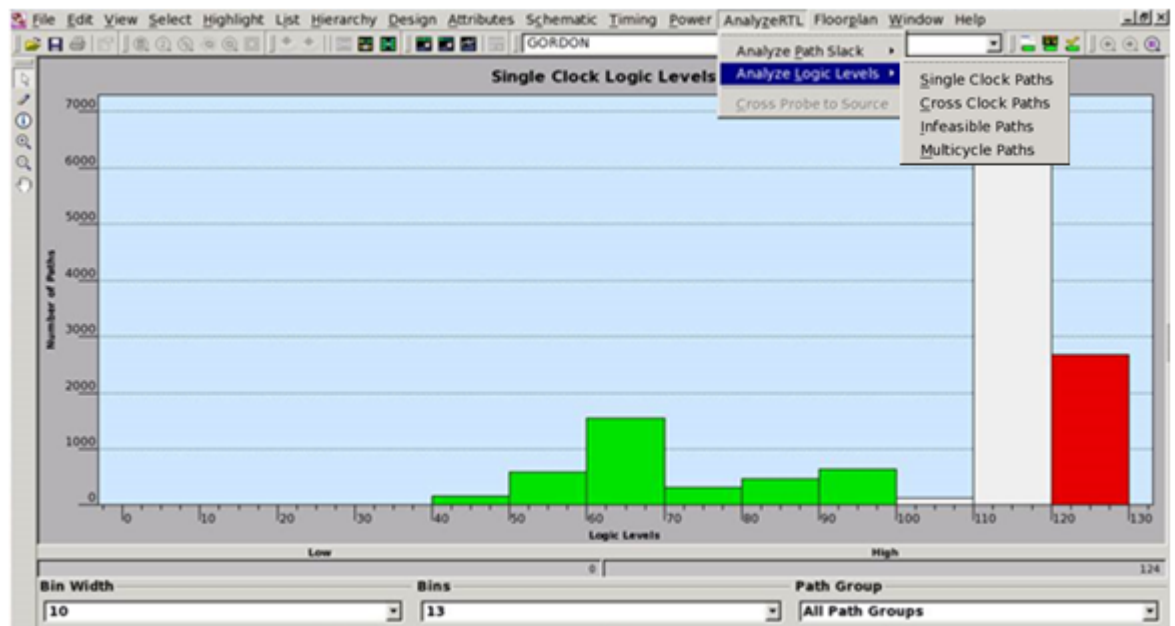 File Edit View Select Highlight List Hierarchy Design Attributes Schematic Timing Power AnalyzeRTL Floorplan Window Help
GORDON
Analyze Path Slack
Analyze Logic Levels
Cross Probe to Source
Single Clock Paths
Cross Clock Paths
Infeasible Paths
Multicycle Paths
Single Clock Logic Levels
7000
6000
5000
4000
3000
2000
1000
0
Number of Paths
0 10 20 30 40 50 60 70 80 90 100 110 120 130
Logic Levels
Low High
0 124
Bin Width Bins Path Group
10 13 All Path Groups